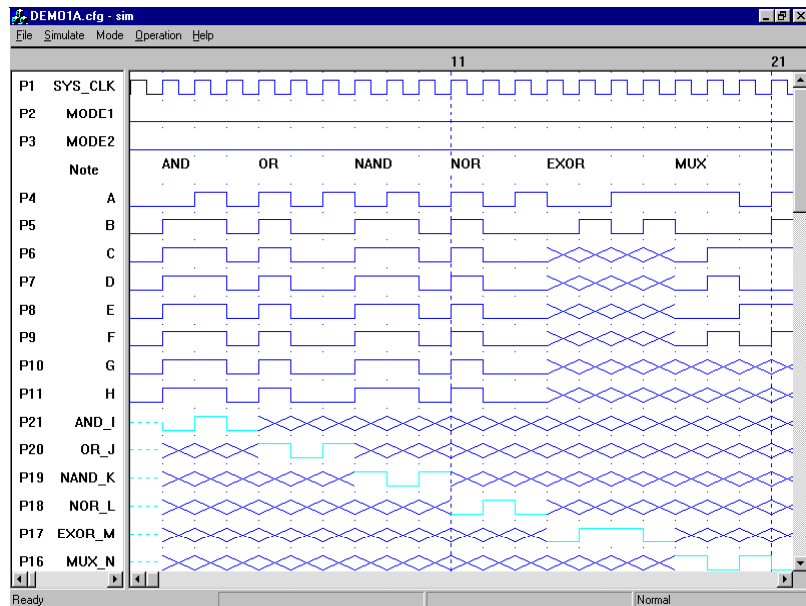 DEMO1A.cfg - sim
File Simulate Mode Operation Help
11 21
P1 SYS_CLK
P2 MODE1
P3 MODE2
Note AND OR NAND NOR EXOR MUX
P4 A
P5 B
P6 C
P7 D
P8 E
P9 F
P10 G
P11 H
P21 AND_I
P20 OR_J
P19 NAND_K
P18 NOR_L
P17 EXOR_M
P16 MUX_N
Ready Normal